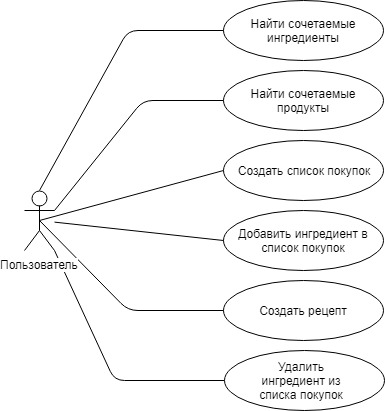 Найти сочетаемые
ингредиенты
Найти сочетаемые
продукты
Создать список покупок
Добавить ингредиент в
список покупок
Пользователь
Создать рецепт
Удалить
ингредиент из
списка покупок